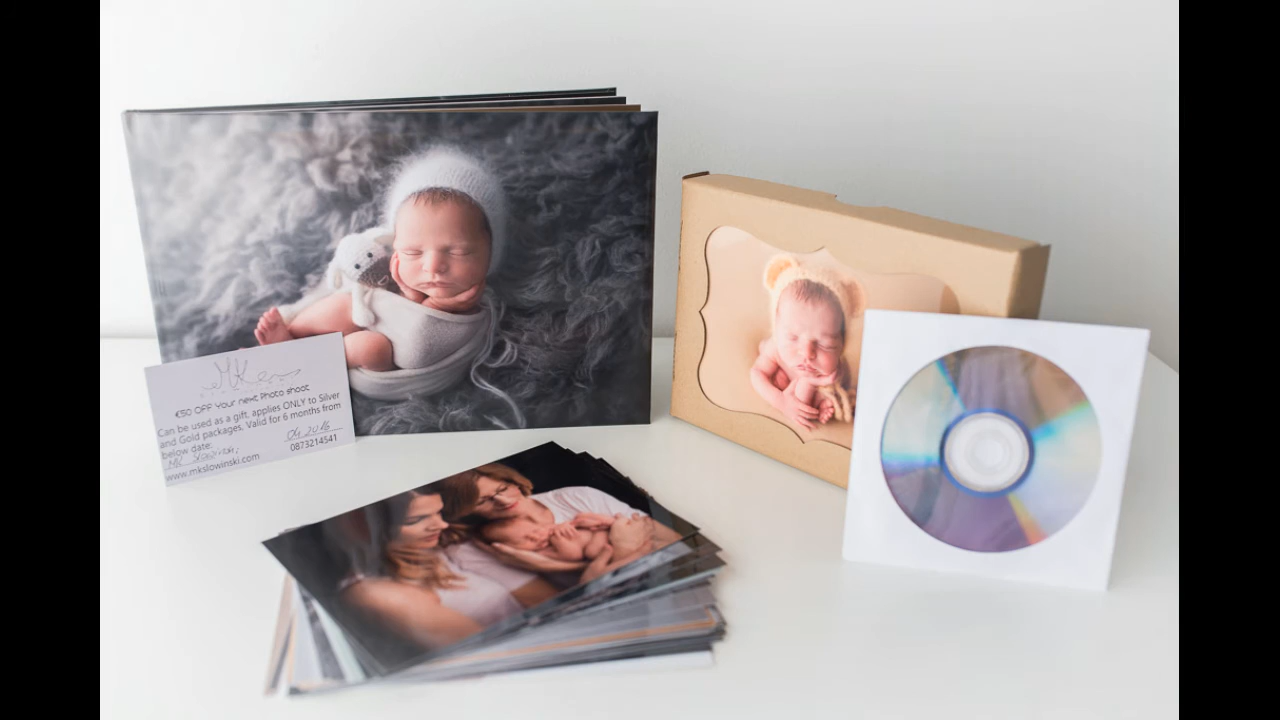 MK
€50 OFF your next Photo shoot
Can be used as a gift, applies ONLY to Silver
and Gold packages. Valid for 6 months from
below date:
0873214541
www.mkslowinski.com